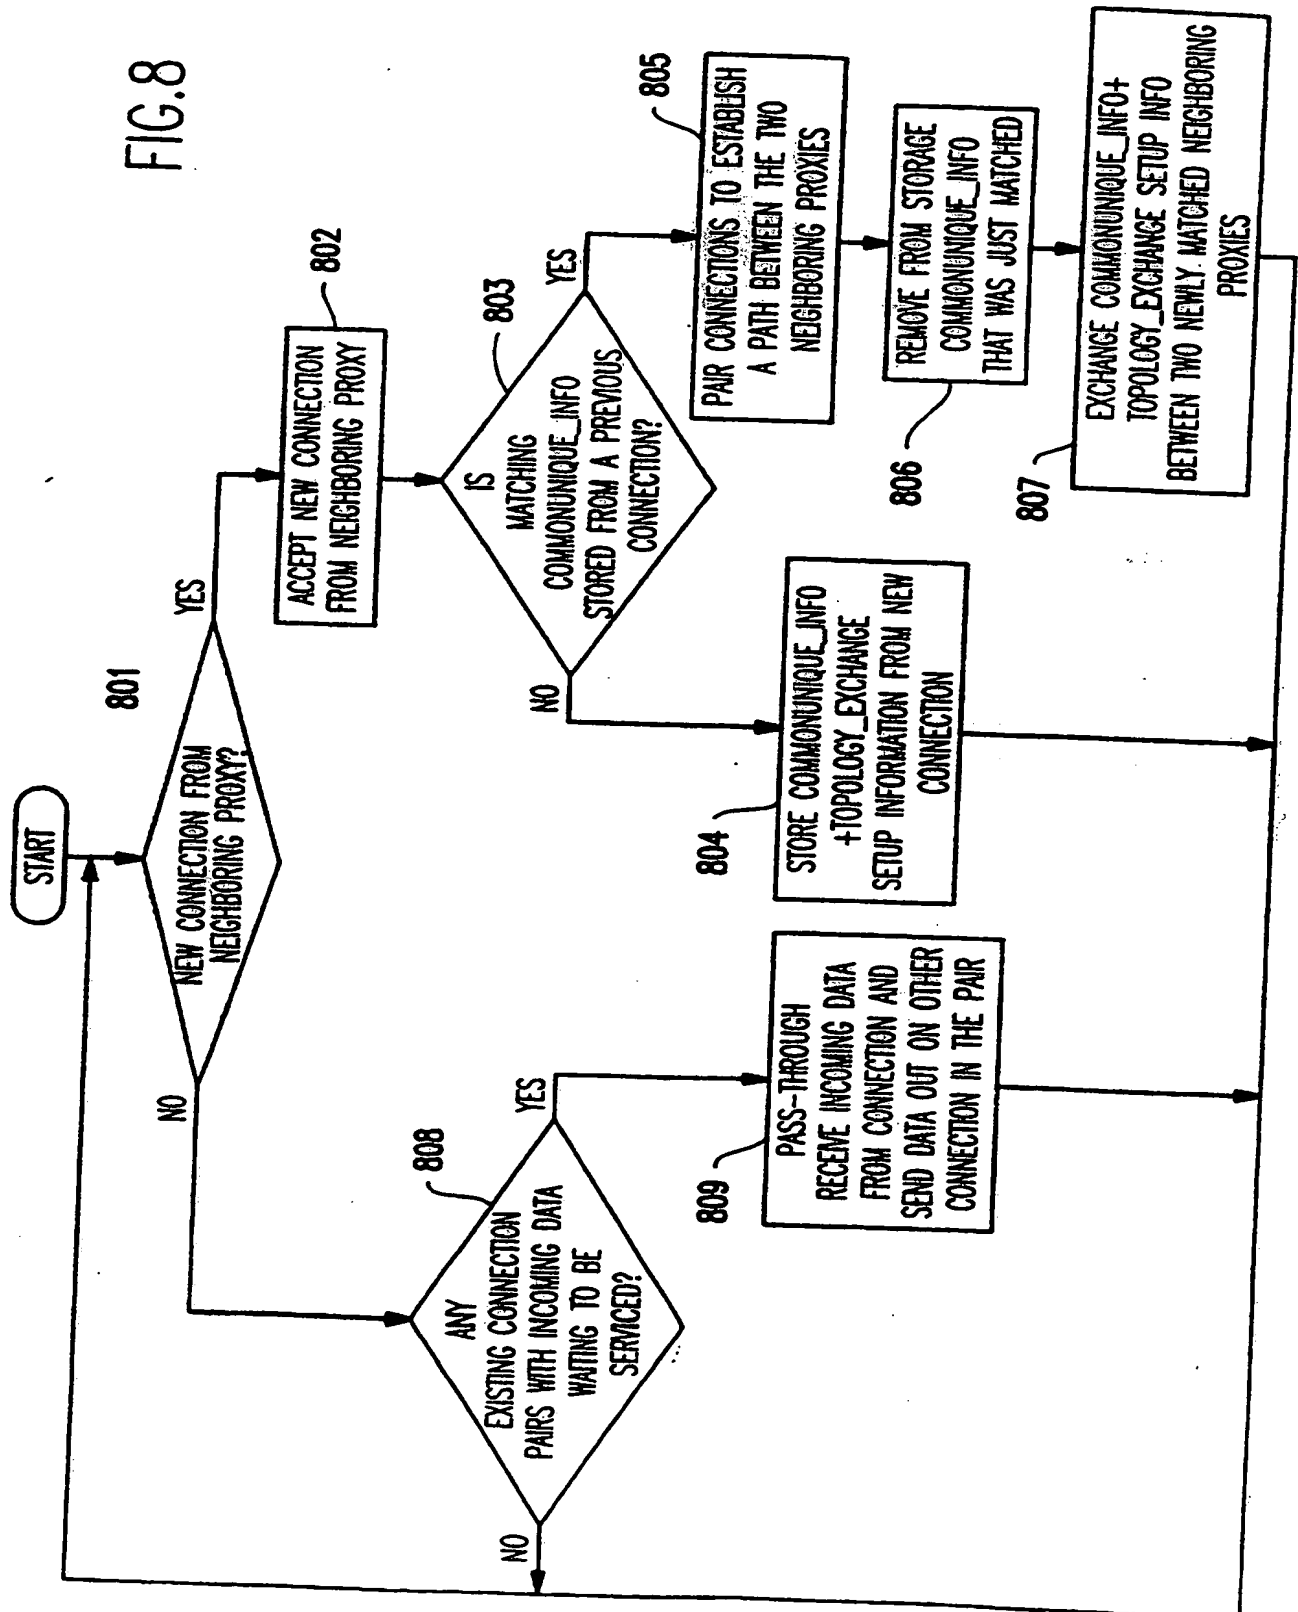 FIG.8
START
801
NEW CONNECTION FROM
NEIGHBORING PROXY?
YES
NO
802
ACCEPT NEW CONNECTION
FROM NEIGHBORING PROXY
803
IS
MATCHING
COMMONUNIQUE_INFO
STORED FROM A PREVIOUS
CONNECTION?
YES
NO
805
PAIR CONNECTIONS TO ESTABLISH
A PATH BETWEEN THE TWO
NEIGHBORING PROXIES
806
REMOVE FROM STORAGE
COMMONUNIQUE_INFO
THAT WAS JUST MATCHED
807
EXCHANGE COMMONUNIQUE_INFO+
TOPOLOGY_EXCHANGE SETUP INFO
BETWEEN TWO NEWLY MATCHED NEIGHBORING
PROXIES
804
STORE COMMONUNIQUE_INFO
+TOPOLOGY_EXCHANGE
SETUP INFORMATION FROM NEW
CONNECTION
808
ANY
EXISTING CONNECTION
PAIRS WITH INCOMING DATA
WAITING TO BE
SERVICED?
YES
NO
809
PASS-THROUGH
RECEIVE INCOMING DATA
FROM CONNECTION AND
SEND DATA OUT ON OTHER
CONNECTION IN THE PAIR